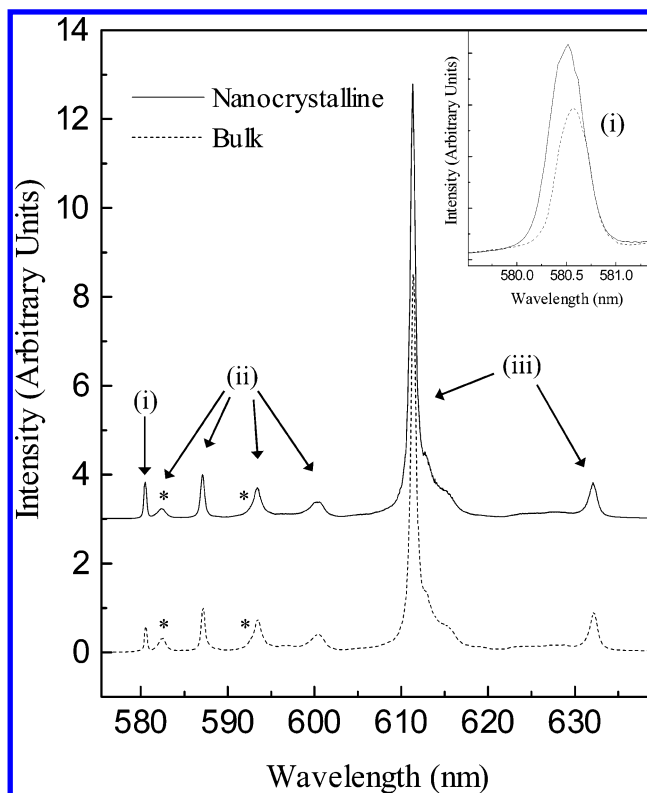 14
12
10
8
6
4
2
0
Intensity (Arbitrary Units)
Nanocrystalline
Bulk
Intensity (Arbitrary Units)
(i)
580.0 580.5 581.0
Wavelength (nm)
(i)
(ii)
(iii)
* *
* *
580 590 600 610 620 630
Wavelength (nm)